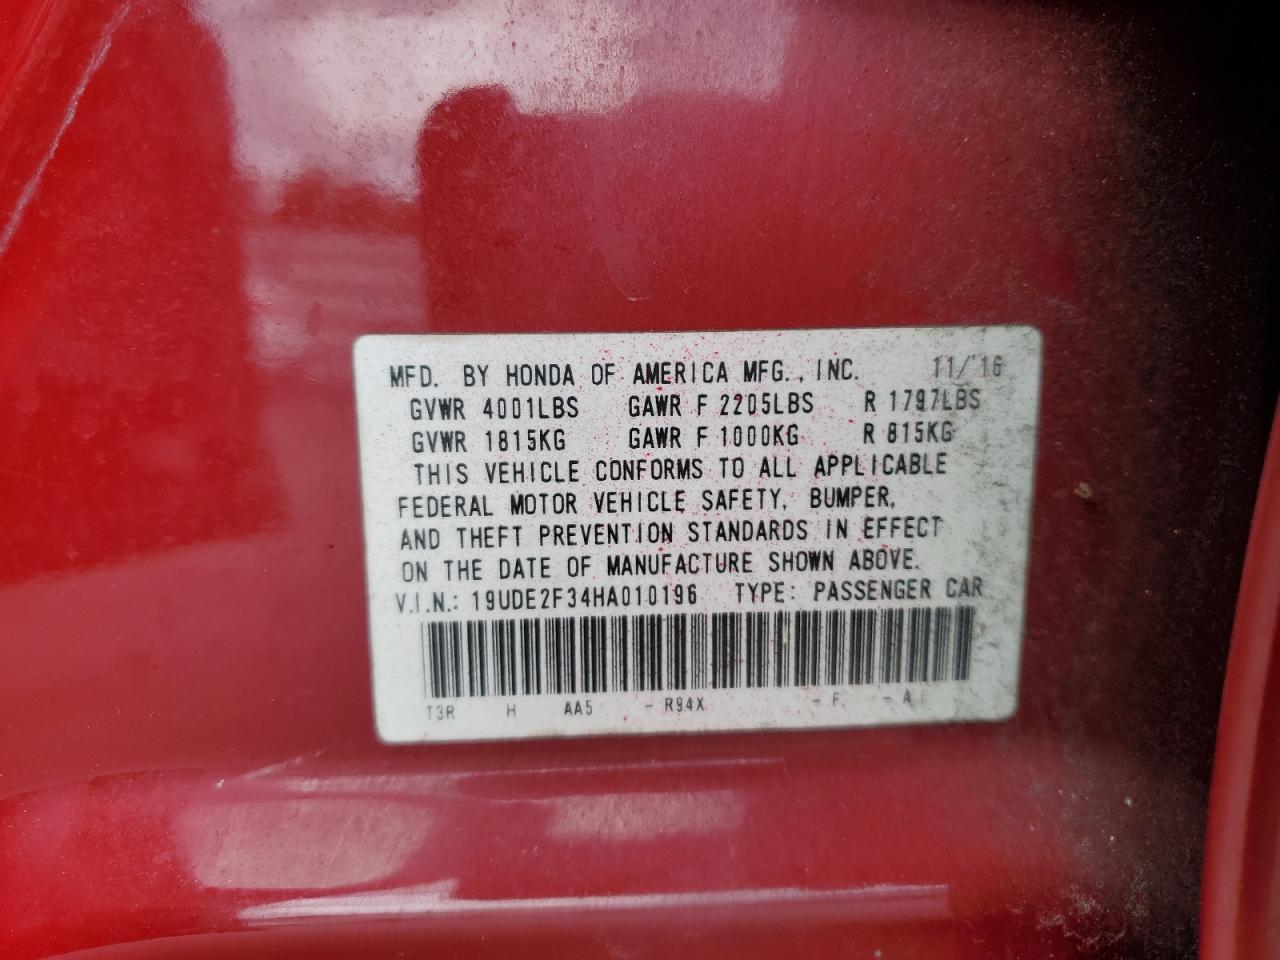 MFD. BY HONDA OF AMERICA MFG., INC. 11/'16
GVWR 4001LBS GAWR F 2205LBS R 1797LBS
GVWR 1815KG GAWR F 1000KG R 815KG
THIS VEHICLE CONFORMS TO ALL APPLICABLE
FEDERAL MOTOR VEHICLE SAFETY, BUMPER,
AND THEFT PREVENTION STANDARDS IN EFFECT
ON THE DATE OF MANUFACTURE SHOWN ABOVE.
V.I.N.: 19UDE2F34HA010196 TYPE: PASSENGER CAR
T3R H AA5 - R94X - F - A